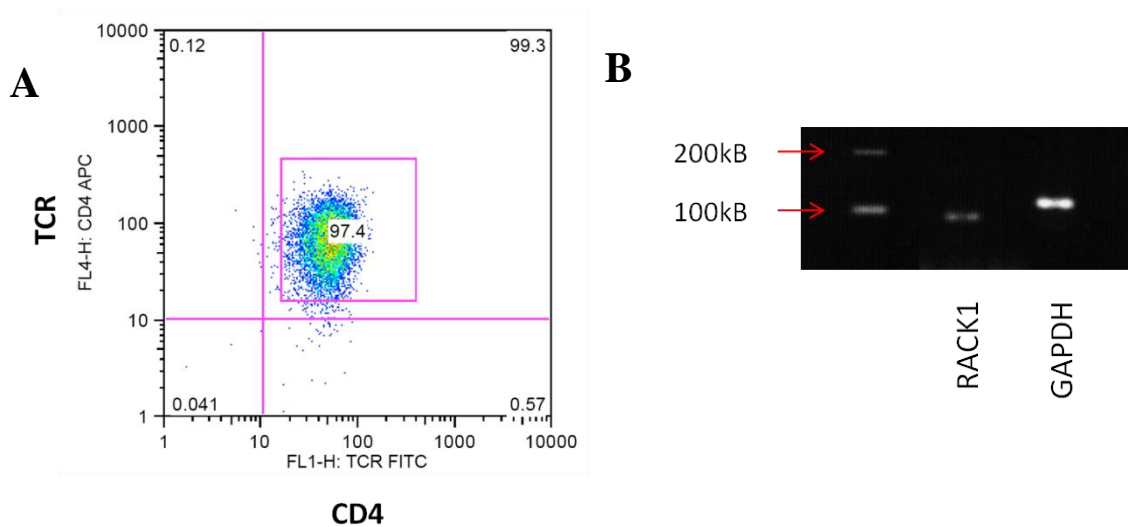 A
10000
1000
100
10
1
0.12
99.3
97.4
0.041
0.57
TCR
FL4-H: CD4 APC
1
10
100
1000
10000
FL1-H: TCR FITC
CD4
B
200kB
100kB
RACK1
GAPDH